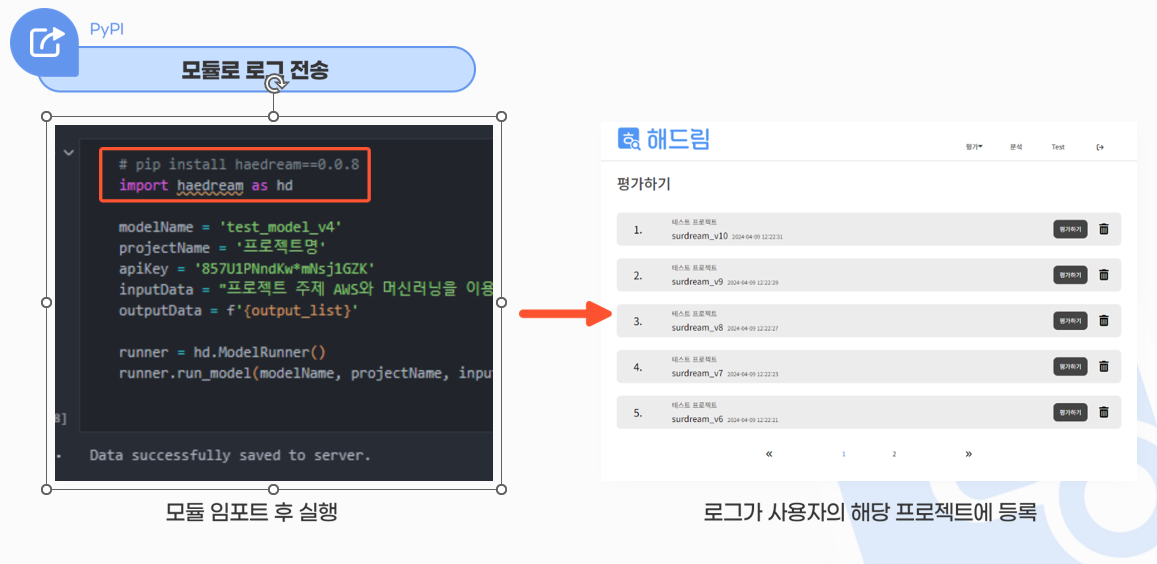 PyPI
모듈로 로그 전송
# pip install haedream==0.0.8
import haedream as hd
modelName = 'test_model_v4'
projectName = '프로젝트명'
apiKey = '857U1PNndKw*mNsj1GZK'
inputData = "프로젝트 주제 AWS와 머신러닝을 이용
outputData = f'{output_list}'
runner = hd.ModelRunner()
runner.run_model(modelName, projectName, inpu
8]
Data successfully saved to server.
모듈 임포트 후 실행
해드림
평가 분석 Test
평가하기
1. 테스트 프로젝트
surdream_v10 2024-04-09 12:22:31 평가하기
2. 테스트 프로젝트
surdream_v9 2024-04-09 12:22:29 평가하기
3. 테스트 프로젝트
surdream_v8 2024-04-09 12:22:27 평가하기
4. 테스트 프로젝트
surdream_v7 2024-04-09 12:22:23 평가하기
5. 테스트 프로젝트
surdream_v6 2024-04-09 12:22:21 평가하기
« 1 2 »
로그가 사용자의 해당 프로젝트에 등록